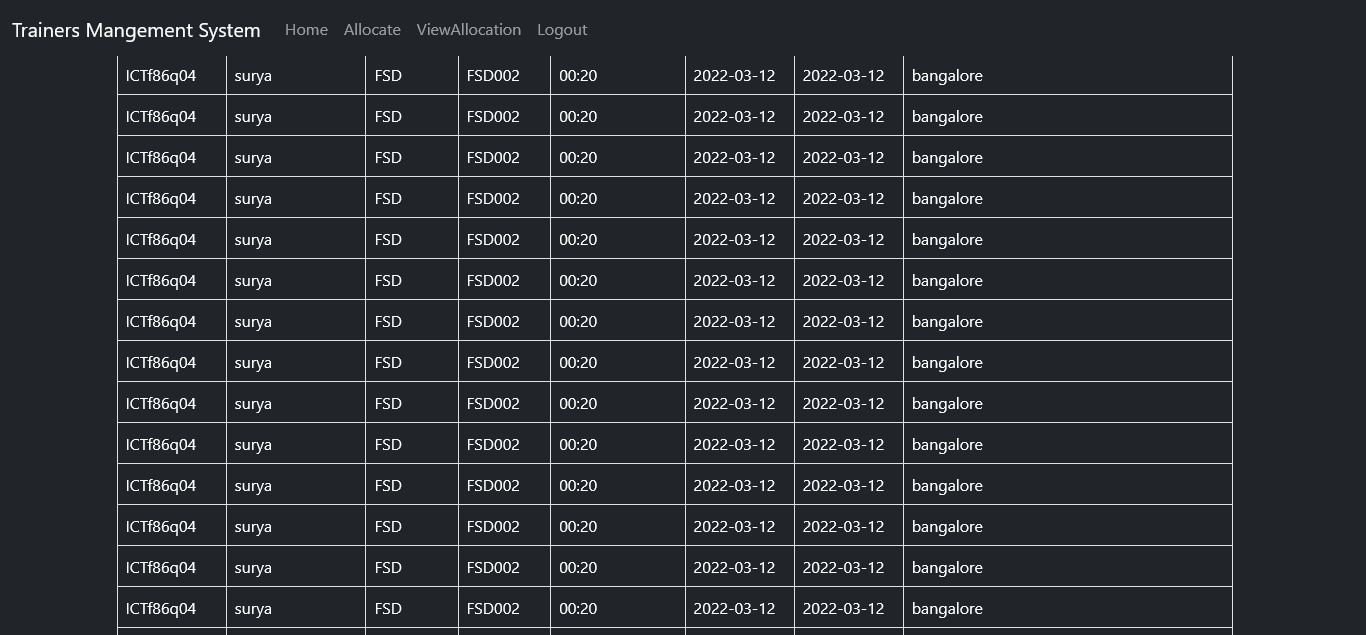 Trainers Mangement System Home Allocate ViewAllocation Logout
ICTf86q04 surya FSD FSD002 00:20 2022-03-12 2022-03-12 bangalore
ICTf86q04 surya FSD FSD002 00:20 2022-03-12 2022-03-12 bangalore
ICTf86q04 surya FSD FSD002 00:20 2022-03-12 2022-03-12 bangalore
ICTf86q04 surya FSD FSD002 00:20 2022-03-12 2022-03-12 bangalore
ICTf86q04 surya FSD FSD002 00:20 2022-03-12 2022-03-12 bangalore
ICTf86q04 surya FSD FSD002 00:20 2022-03-12 2022-03-12 bangalore
ICTf86q04 surya FSD FSD002 00:20 2022-03-12 2022-03-12 bangalore
ICTf86q04 surya FSD FSD002 00:20 2022-03-12 2022-03-12 bangalore
ICTf86q04 surya FSD FSD002 00:20 2022-03-12 2022-03-12 bangalore
ICTf86q04 surya FSD FSD002 00:20 2022-03-12 2022-03-12 bangalore
ICTf86q04 surya FSD FSD002 00:20 2022-03-12 2022-03-12 bangalore
ICTf86q04 surya FSD FSD002 00:20 2022-03-12 2022-03-12 bangalore
ICTf86q04 surya FSD FSD002 00:20 2022-03-12 2022-03-12 bangalore
ICTf86q04 surya FSD FSD002 00:20 2022-03-12 2022-03-12 bangalore